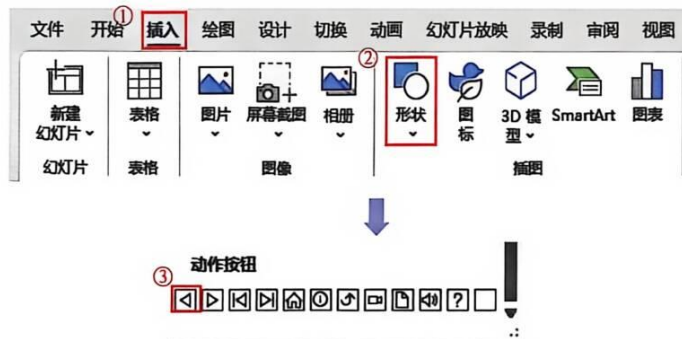 ①
文件 开始 插入 绘图 设计 切换 动画 幻灯片放映 录制 审阅 视图
②
新建 表格 图片 屏幕截图 相册 形状 图 3D 模 SmartArt 图表
幻灯片 标 型
幻灯片 表格 图像 插图
动作按钮
③
?